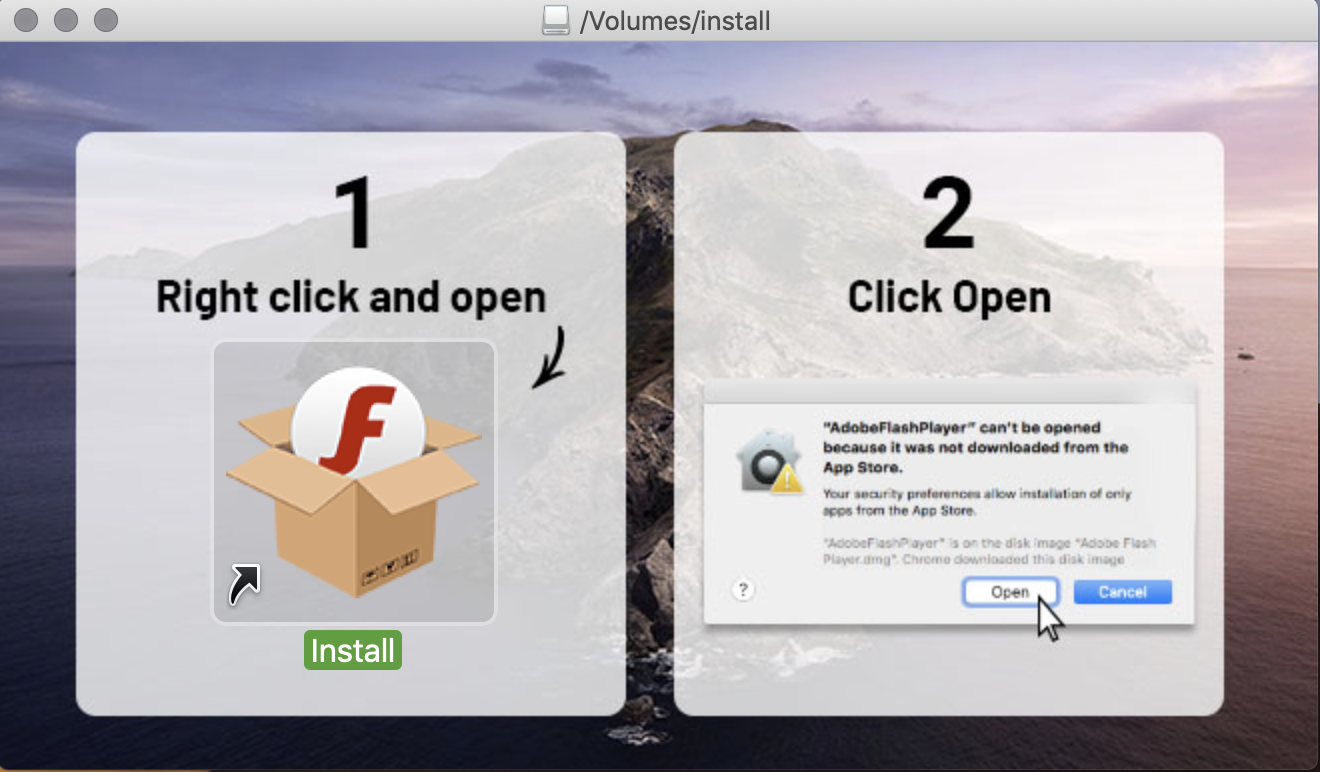 /Volumes/install
1
Right click and open
Install
2
Click Open
"AdobeFlashPlayer" can't be opened
because it was not downloaded from the
App Store.
Your security preferences allow installation of only
apps from the App Store.
"AdobeFlashPlayer" is on the disk image "Adobe Flash
Player.dmg". Chrome downloaded this disk image
?
Open
Cancel